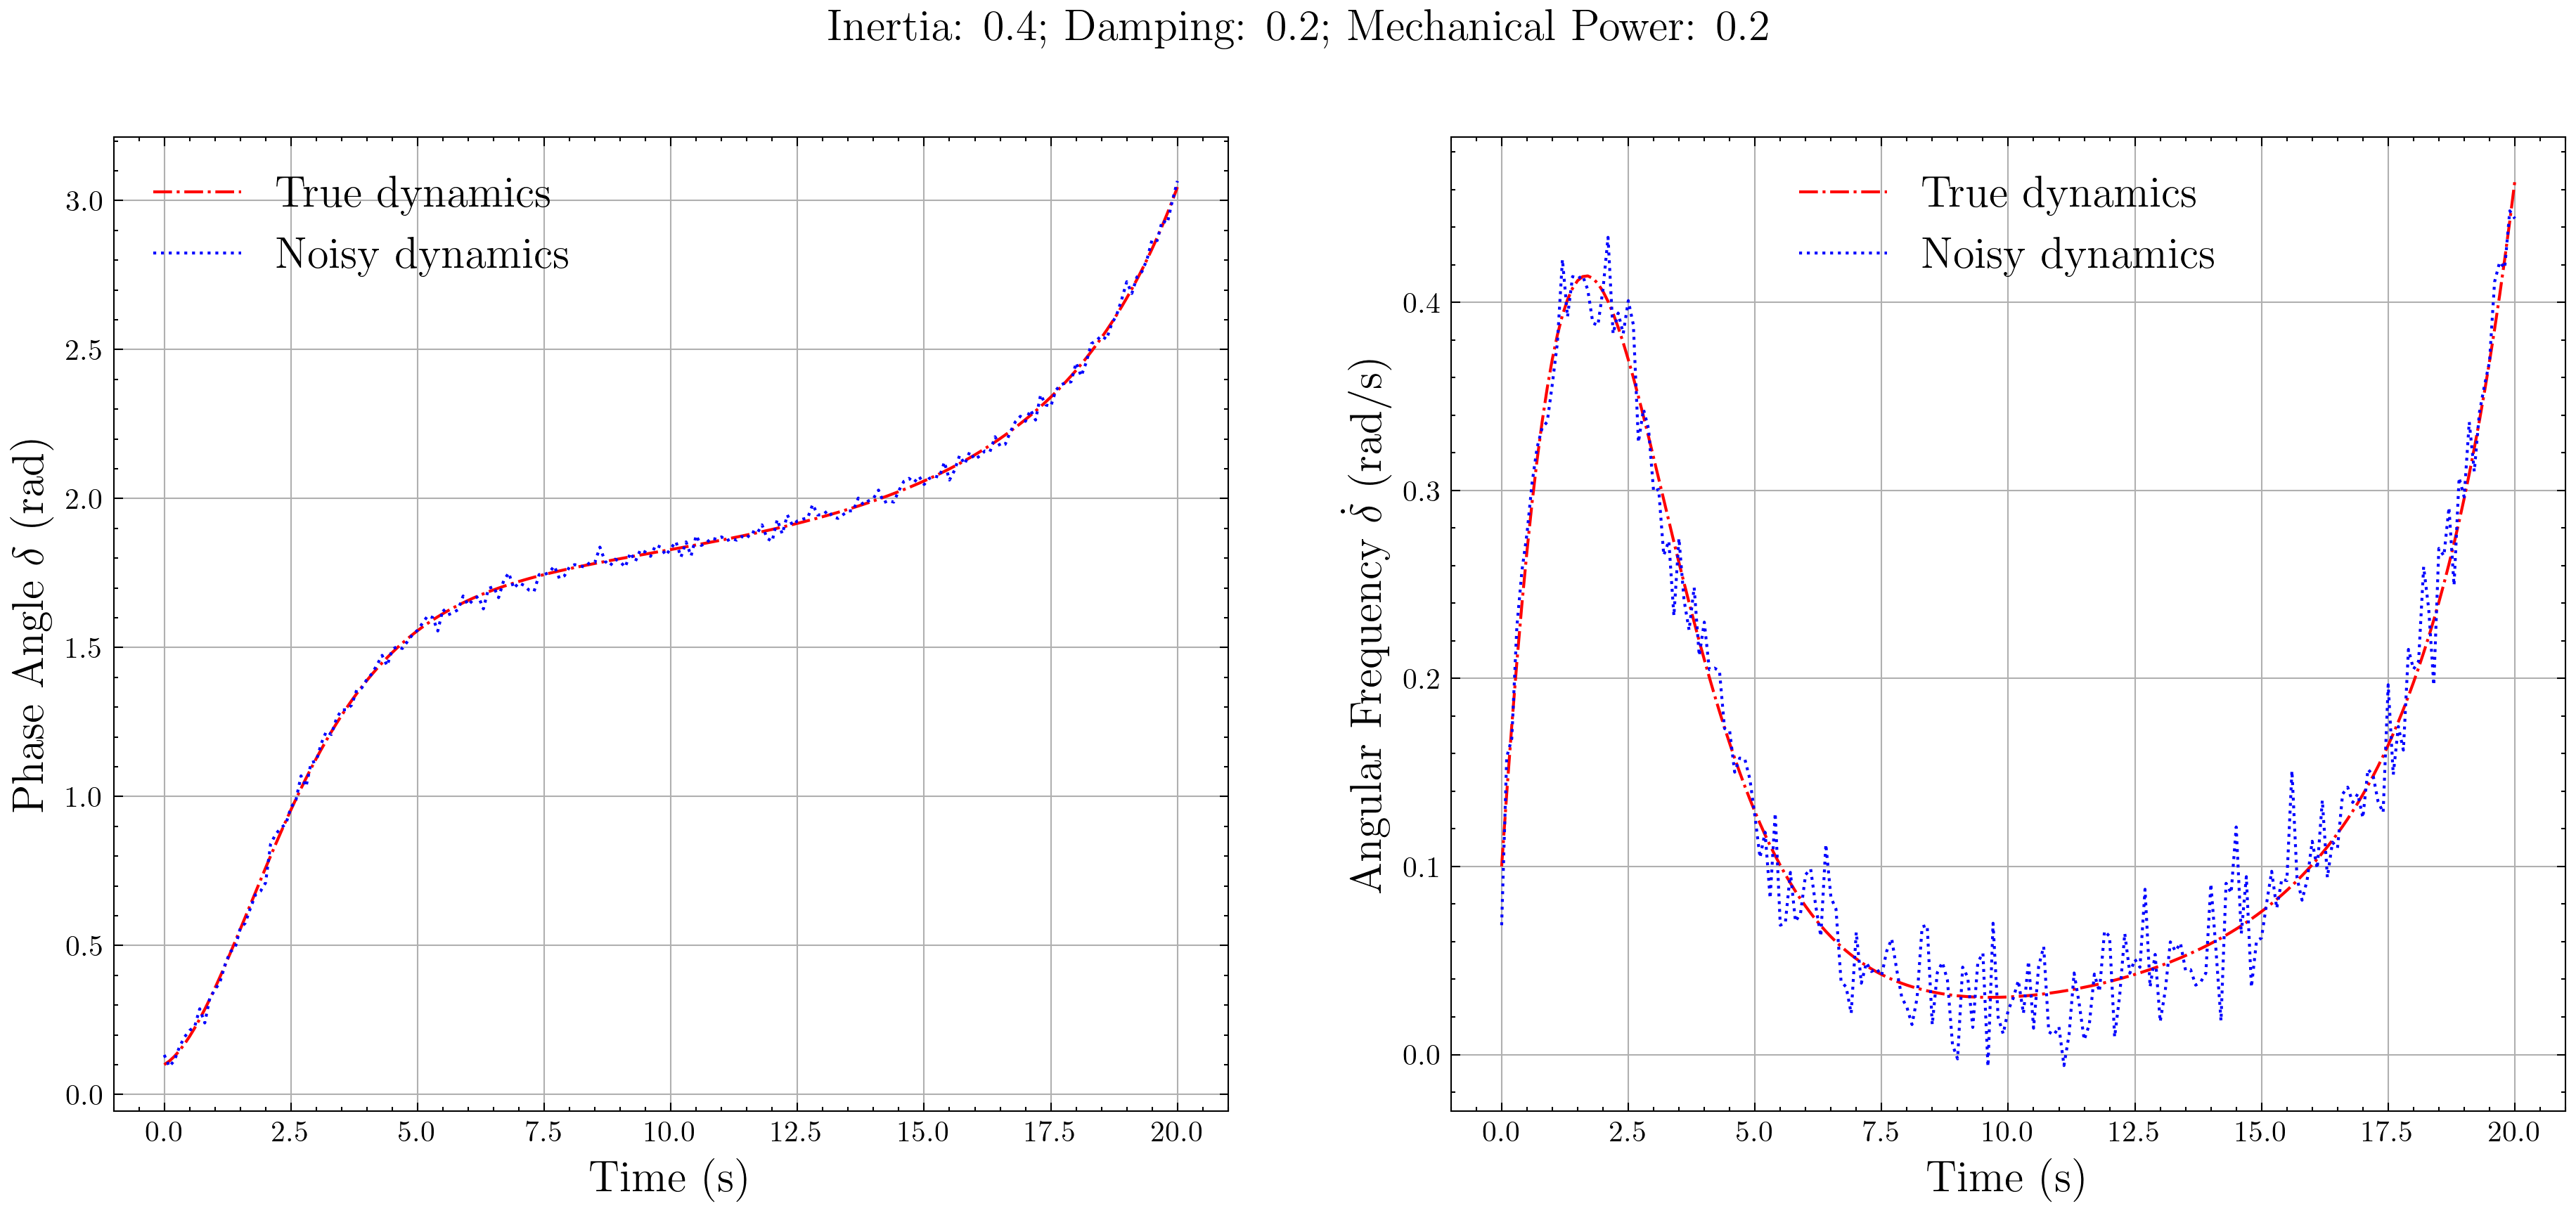 Inertia: 0.4; Damping: 0.2; Mechanical Power: 0.2
True dynamics
Noisy dynamics
Phase Angle δ (rad)
3.0
2.5
2.0
1.5
1.0
0.5
0.0
0.0 2.5 5.0 7.5 10.0 12.5 15.0 17.5 20.0
Time (s)
True dynamics
Noisy dynamics
Angular Frequency δ̇ (rad/s)
0.4
0.3
0.2
0.1
0.0
0.0 2.5 5.0 7.5 10.0 12.5 15.0 17.5 20.0
Time (s)